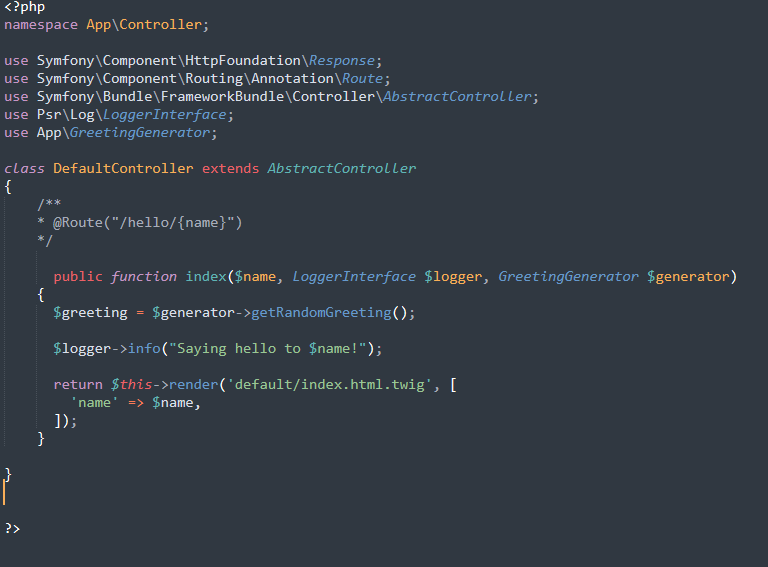 <?php
namespace App\Controller;
use Symfony\Component\HttpFoundation\Response;
use Symfony\Component\Routing\Annotation\Route;
use Symfony\Bundle\FrameworkBundle\Controller\AbstractController;
use Psr\Log\LoggerInterface;
use App\GreetingGenerator;
class DefaultController extends AbstractController
{
/**
* @Route("/hello/{name}")
*/
public function index($name, LoggerInterface $logger, GreetingGenerator $generator)
{
$greeting = $generator->getRandomGreeting();
$logger->info("Saying hello to $name!");
return $this->render('default/index.html.twig', [
'name' => $name,
]);
}
}
?>